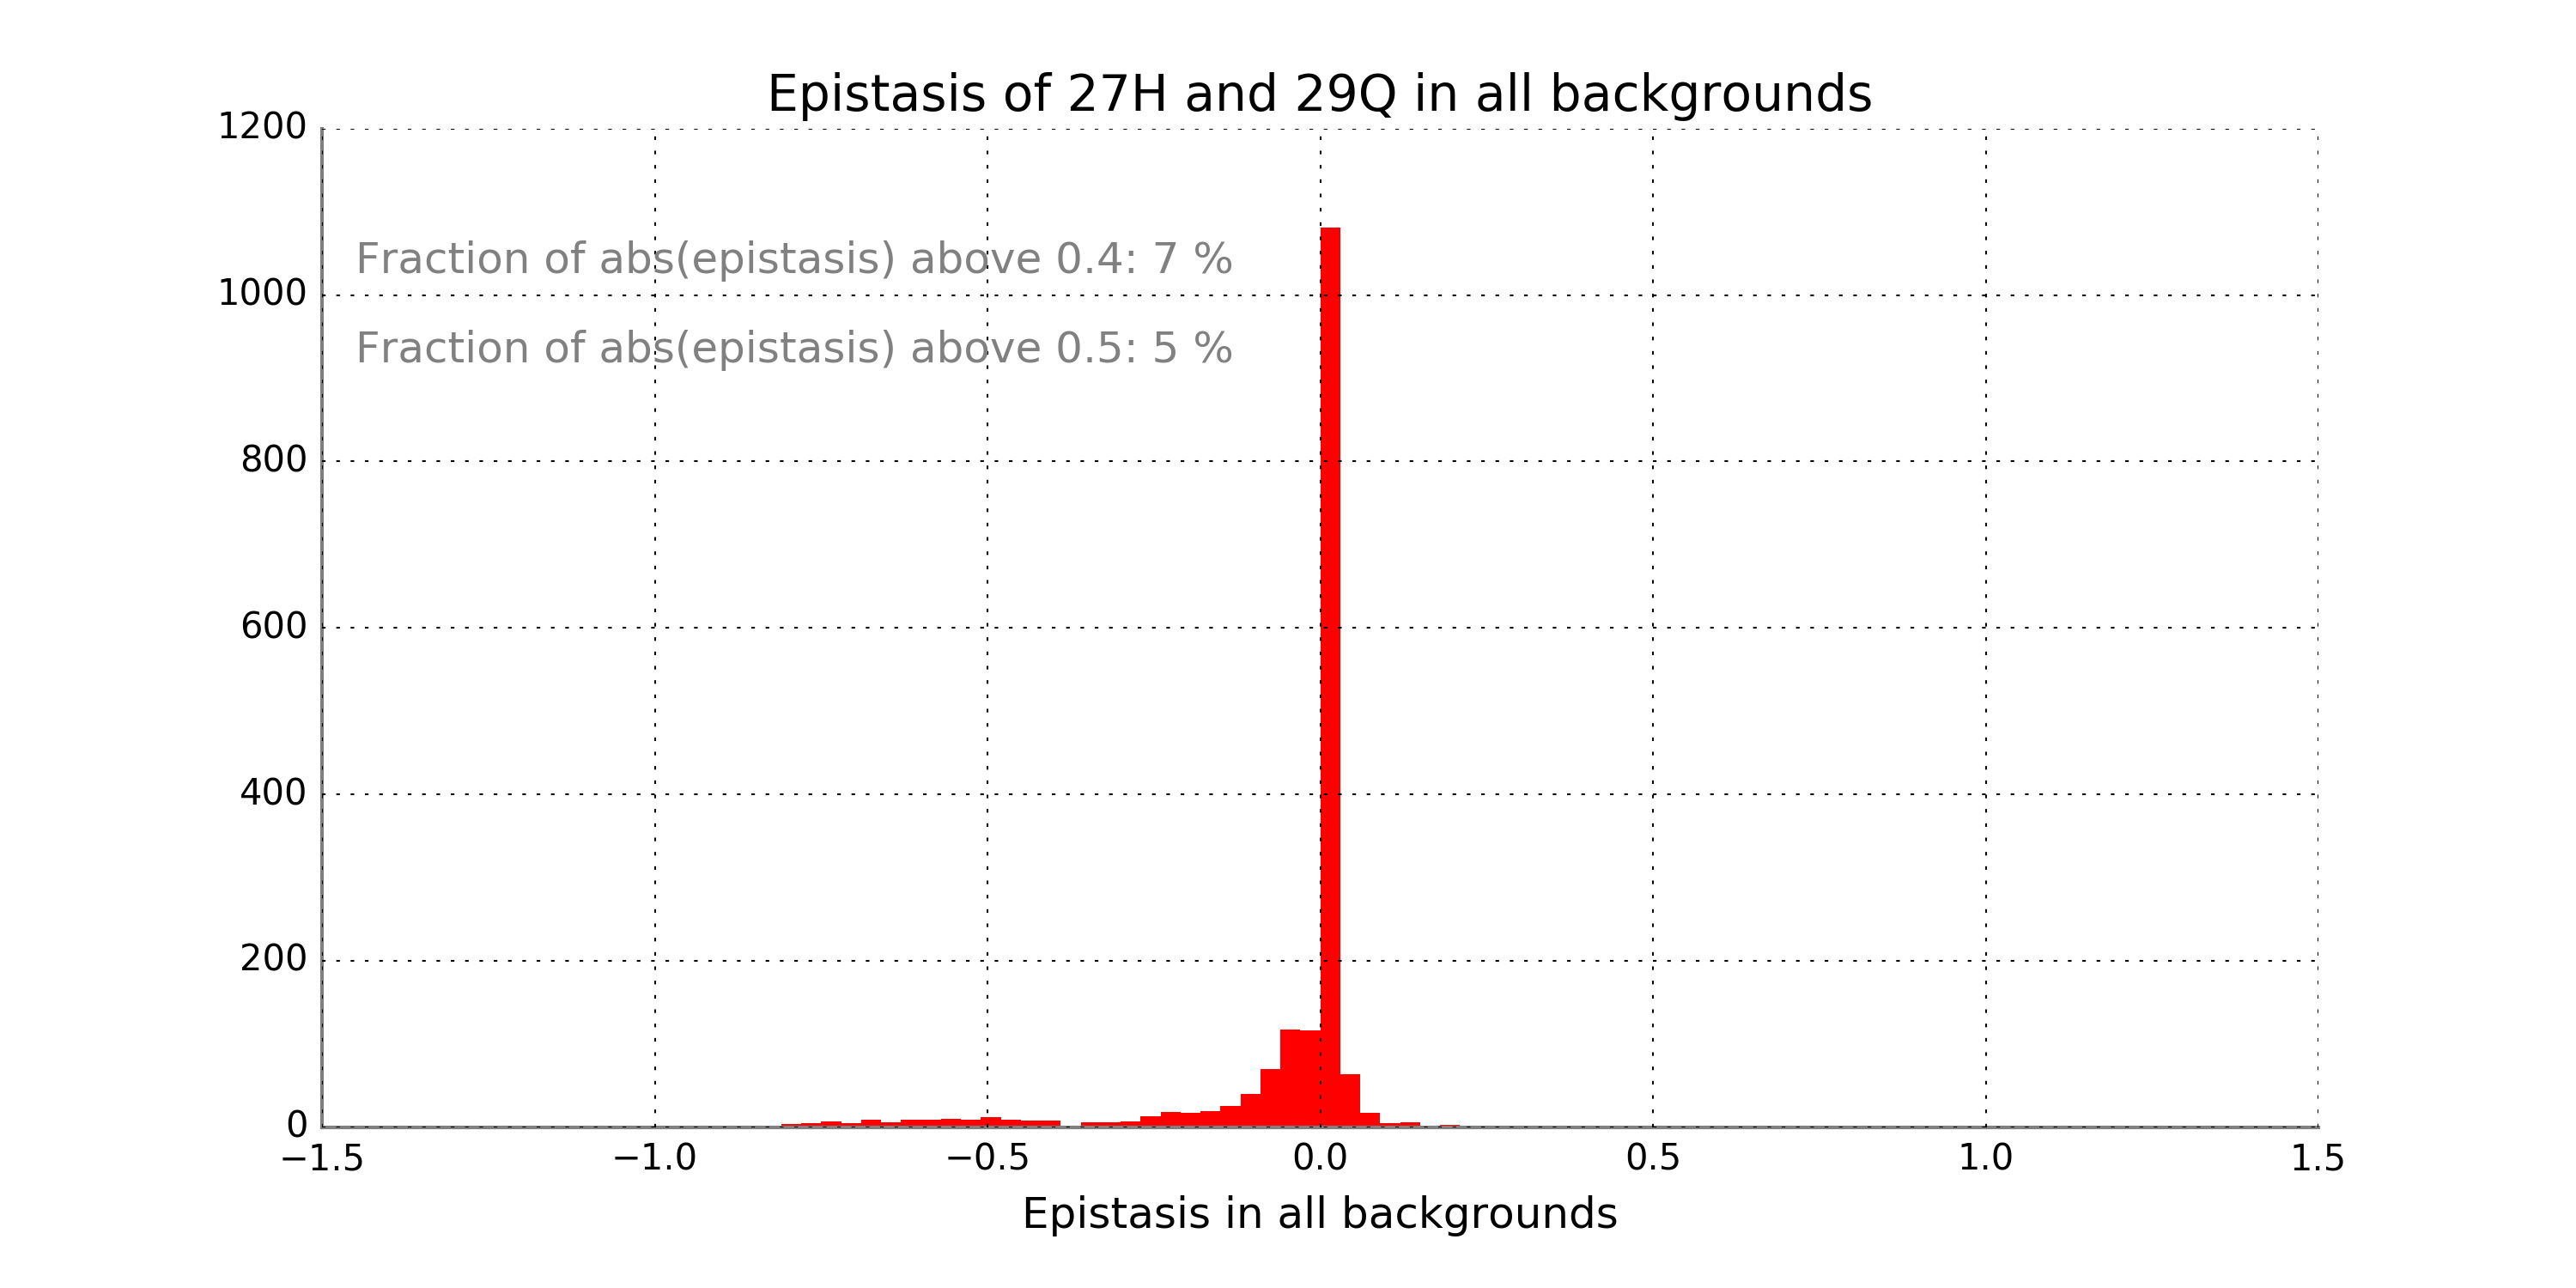 Epistasis of 27H and 29Q in all backgrounds
1200
Fraction of abs(epistasis) above 0.4: 7 %
1000
Fraction of abs(epistasis) above 0.5: 5 %
800
600
400
200
0
−1.5 −1.0 −0.5 0.0 0.5 1.0 1.5
Epistasis in all backgrounds